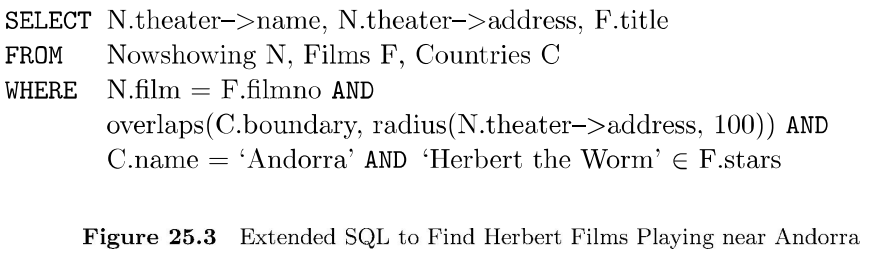 SELECT N.theater–>name, N.theater–>address, F.title
FROM Nowshowing N, Films F, Countries C
WHERE N.film = F.filmno AND
overlaps(C.boundary, radius(N.theater–>address, 100)) AND
C.name = ‘Andorra’ AND ‘Herbert the Worm’ ∈ F.stars
Figure 25.3 Extended SQL to Find Herbert Films Playing near Andorra